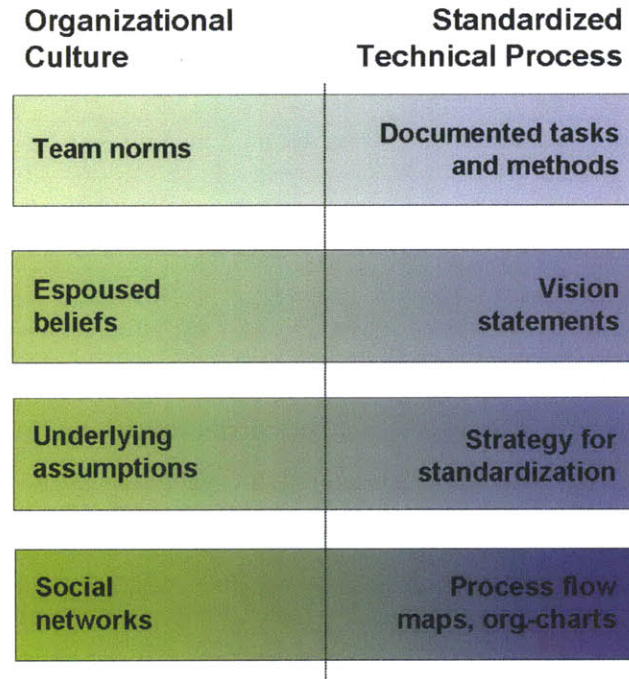 Organizational
Culture
Standardized
Technical Process
Team norms
Documented tasks
and methods
Espoused
beliefs
Vision
statements
Underlying
assumptions
Strategy for
standardization
Social
networks
Process flow
maps, org.-charts